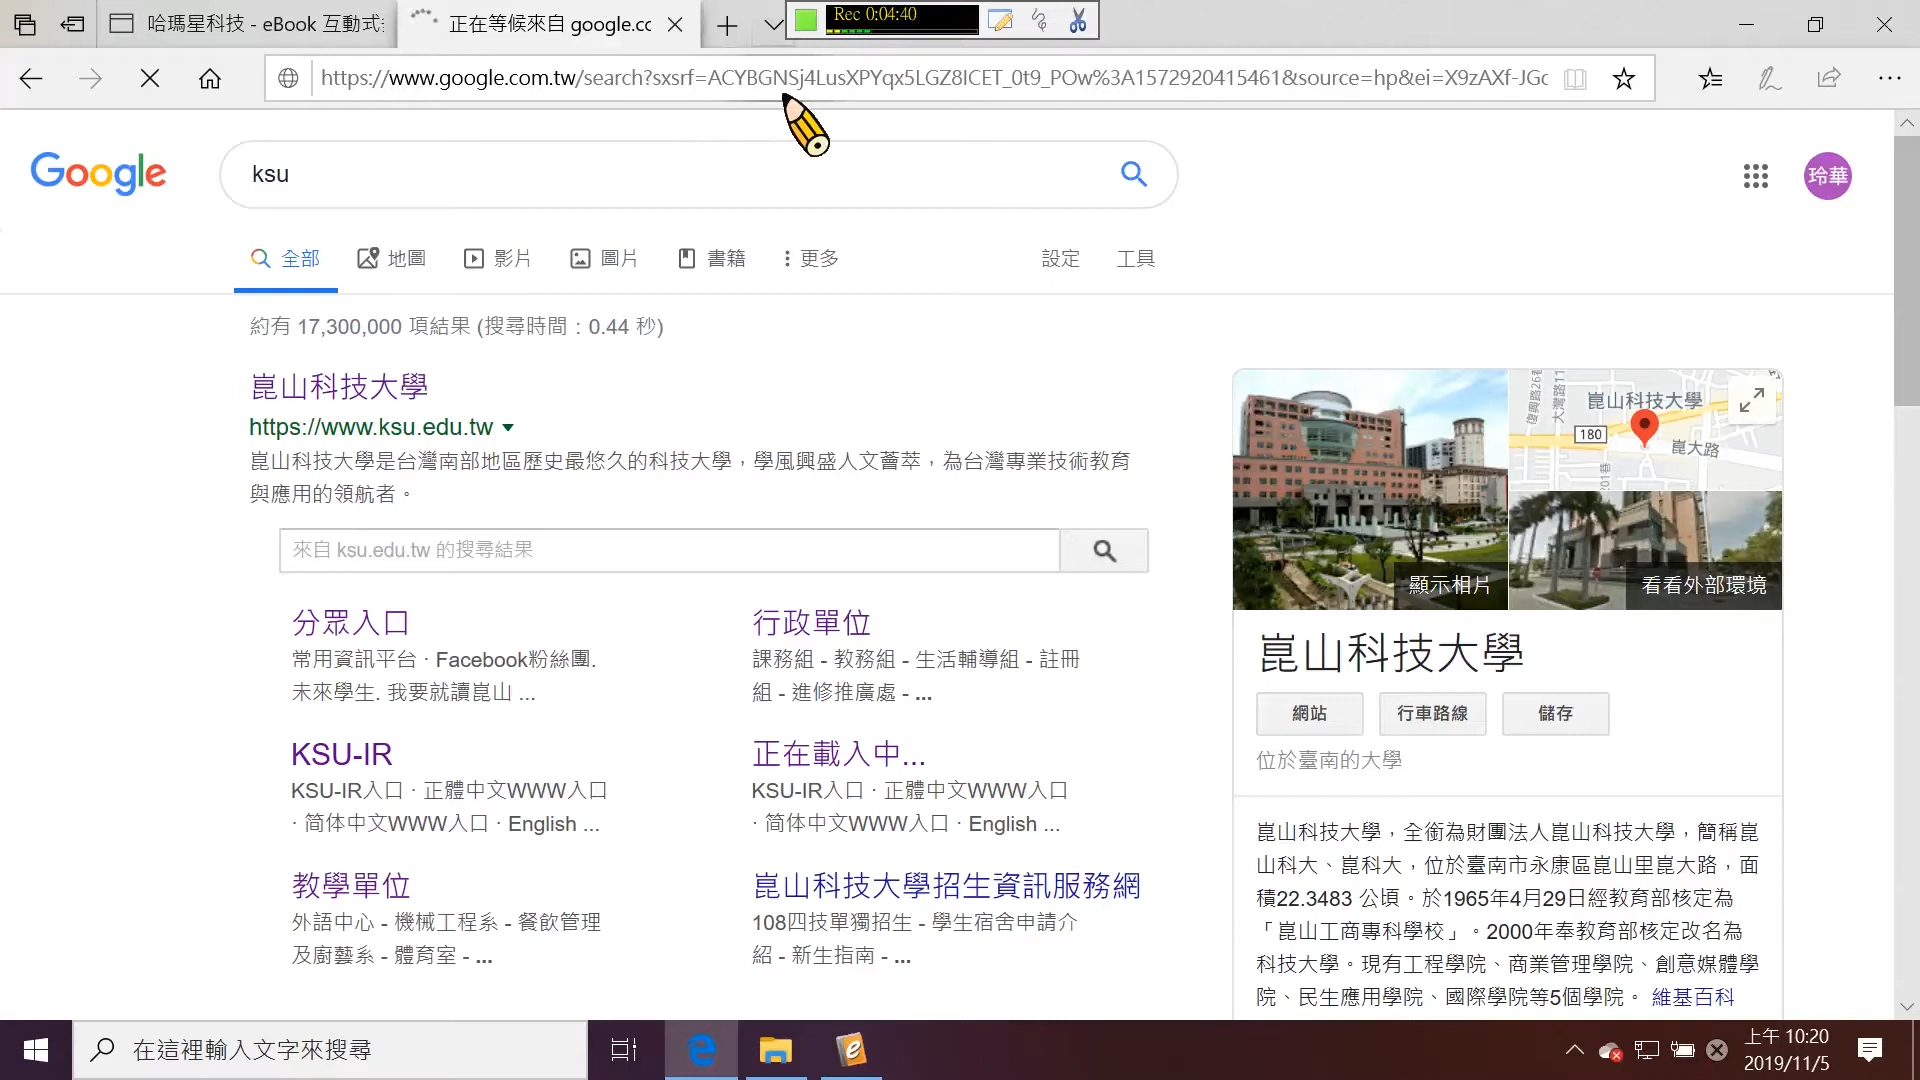 哈瑪星科技 - eBook 互動式
正在等候來自 google.cc
Rec 0:04:40
https://www.google.com.tw/search?sxsrf=ACYBGNSj4LusXPYqx5LGZ8ICET_0t9_POw%3A1572920415461&source=hp&ei=X9zAXf-JGc
Google
ksu
玲華
全部 地圖 影片 圖片 書籍 更多 設定 工具
約有 17,300,000 項結果 (搜尋時間：0.44 秒)
崑山科技大學
https://www.ksu.edu.tw
崑山科技大學是台灣南部地區歷史最悠久的科技大學，學風興盛人文薈萃，為台灣專業技術教育
與應用的領航者。
來自 ksu.edu.tw 的搜尋結果
分眾入口
常用資訊平台 · Facebook粉絲團.
未來學生. 我要就讀崑山 ...
行政單位
課務組 - 教務組 - 生活輔導組 - 註冊
組 - 進修推廣處 - ...
KSU-IR
KSU-IR入口 · 正體中文WWW入口
· 简体中文WWW入口 · English ...
正在載入中...
KSU-IR入口 · 正體中文WWW入口
· 简体中文WWW入口 · English ...
教學單位
外語中心 - 機械工程系 - 餐飲管理
及廚藝系 - 體育室 - ...
崑山科技大學招生資訊服務網
108四技單獨招生 - 學生宿舍申請介
紹 - 新生指南 - ...
復興路26巷
大灣路11
崑山科技大學
180
崑大路
201巷
顯示相片
看看外部環境
崑山科技大學
網站 行車路線 儲存
位於臺南的大學
崑山科技大學，全銜為財團法人崑山科技大學，簡稱崑
山科大、崑科大，位於臺南市永康區崑山里崑大路，面
積22.3483 公頃。於1965年4月29日經教育部核定為
「崑山工商專科學校」。2000年奉教育部核定改名為
科技大學。現有工程學院、商業管理學院、創意媒體學
院、民生應用學院、國際學院等5個學院。 維基百科
在這裡輸入文字來搜尋
上午 10:20
2019/11/5